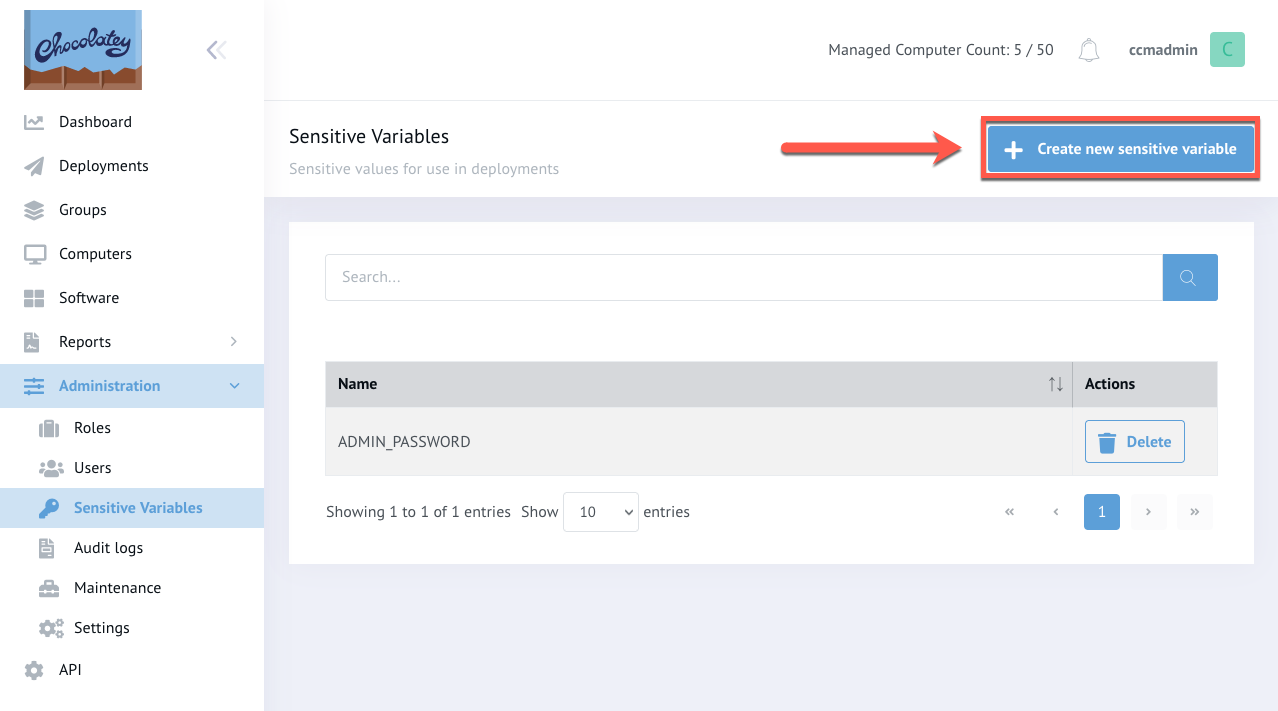 Chocolatey
Managed Computer Count: 5 / 50
ccmadmin
C
Dashboard
Deployments
Groups
Computers
Software
Reports
Administration
Roles
Users
Sensitive Variables
Audit logs
Maintenance
Settings
API
Sensitive Variables
Sensitive values for use in deployments
Create new sensitive variable
Search...
Name Actions
ADMIN_PASSWORD Delete
Showing 1 to 1 of 1 entries Show 10 entries « ‹ 1 › »